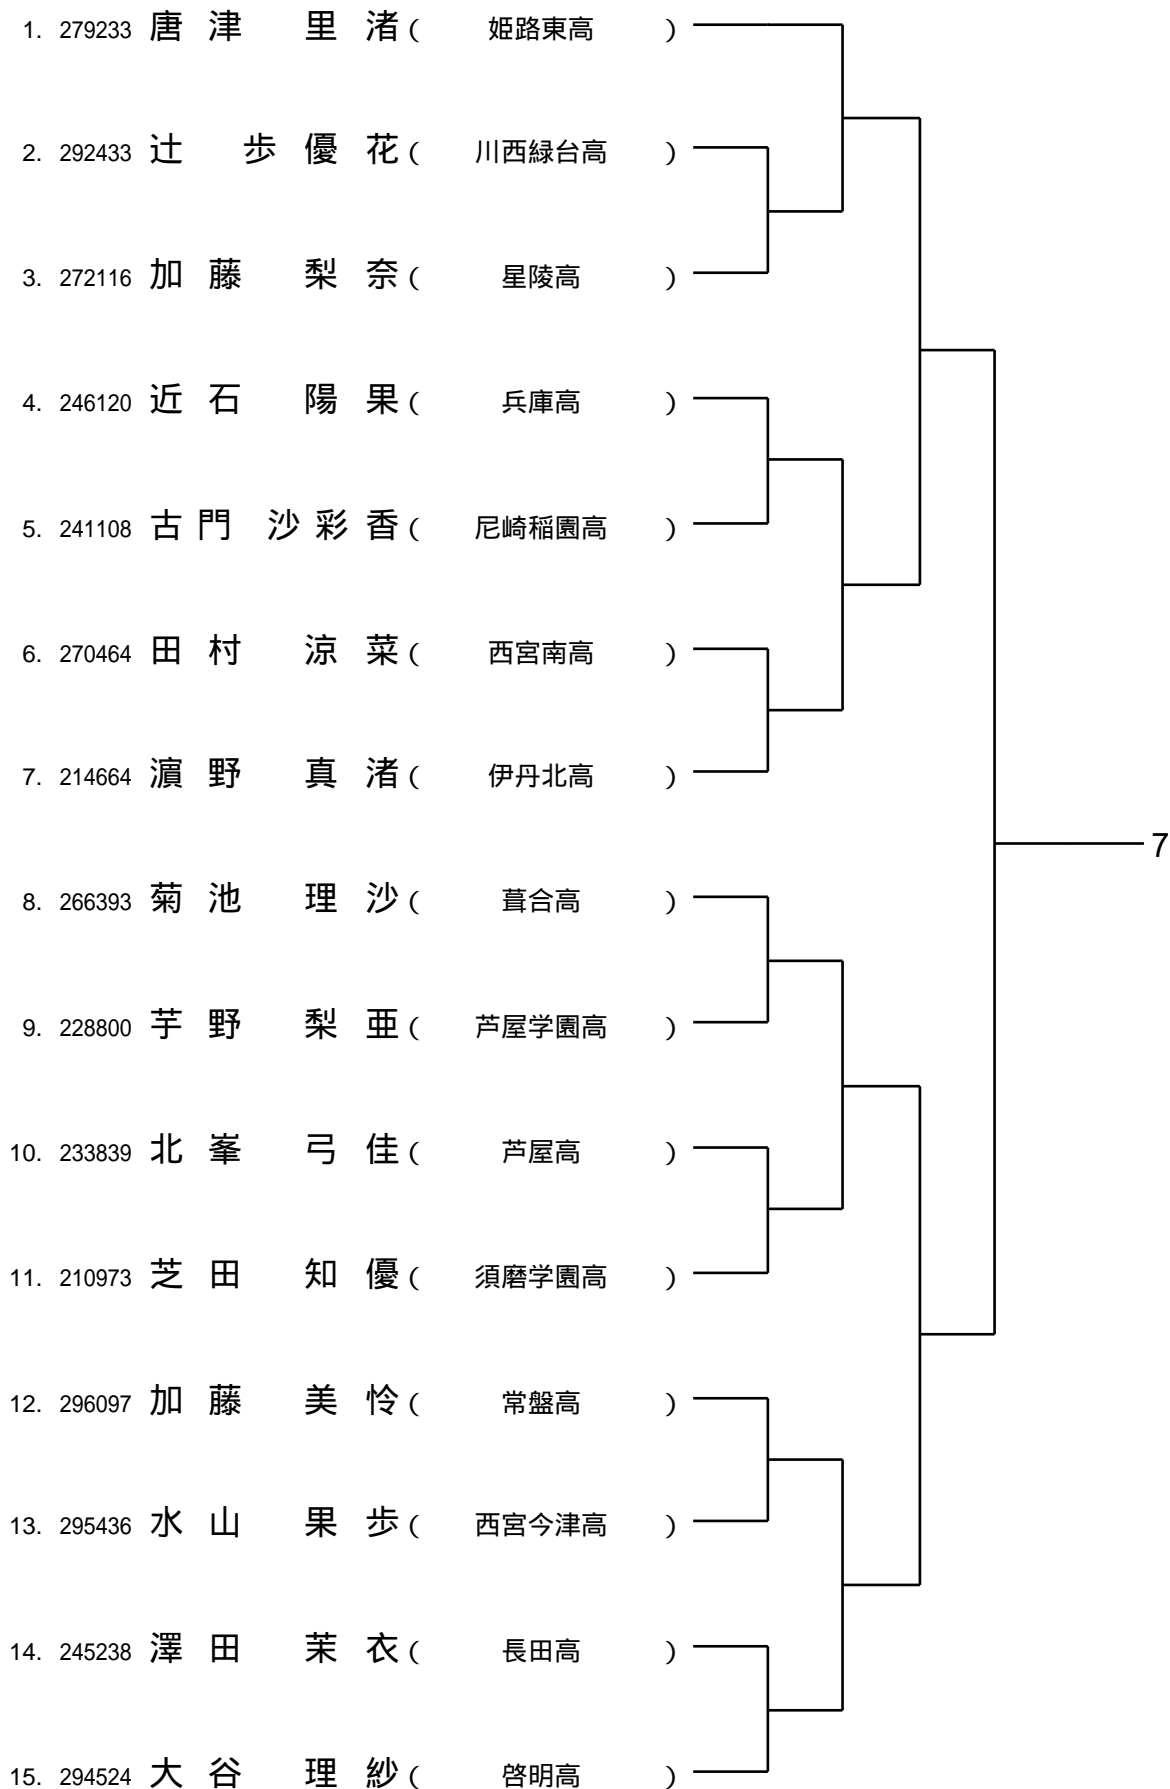 1. 279233 唐津 里渚 ( 姫路東高 )
2. 292433 辻 歩優花 ( 川西緑台高 )
3. 272116 加藤 梨奈 ( 星陵高 )
4. 246120 近石 陽果 ( 兵庫高 )
5. 241108 古門 沙彩香 ( 尼崎稲園高 )
6. 270464 田村 涼菜 ( 西宮南高 )
7. 214664 濵野 真渚 ( 伊丹北高 )
7
8. 266393 菊池 理沙 ( 葺合高 )
9. 228800 芋野 梨亜 ( 芦屋学園高 )
10. 233839 北峯 弓佳 ( 芦屋高 )
11. 210973 芝田 知優 ( 須磨学園高 )
12. 296097 加藤 美怜 ( 常盤高 )
13. 295436 水山 果歩 ( 西宮今津高 )
14. 245238 澤田 茉衣 ( 長田高 )
15. 294524 大谷 理紗 ( 啓明高 )